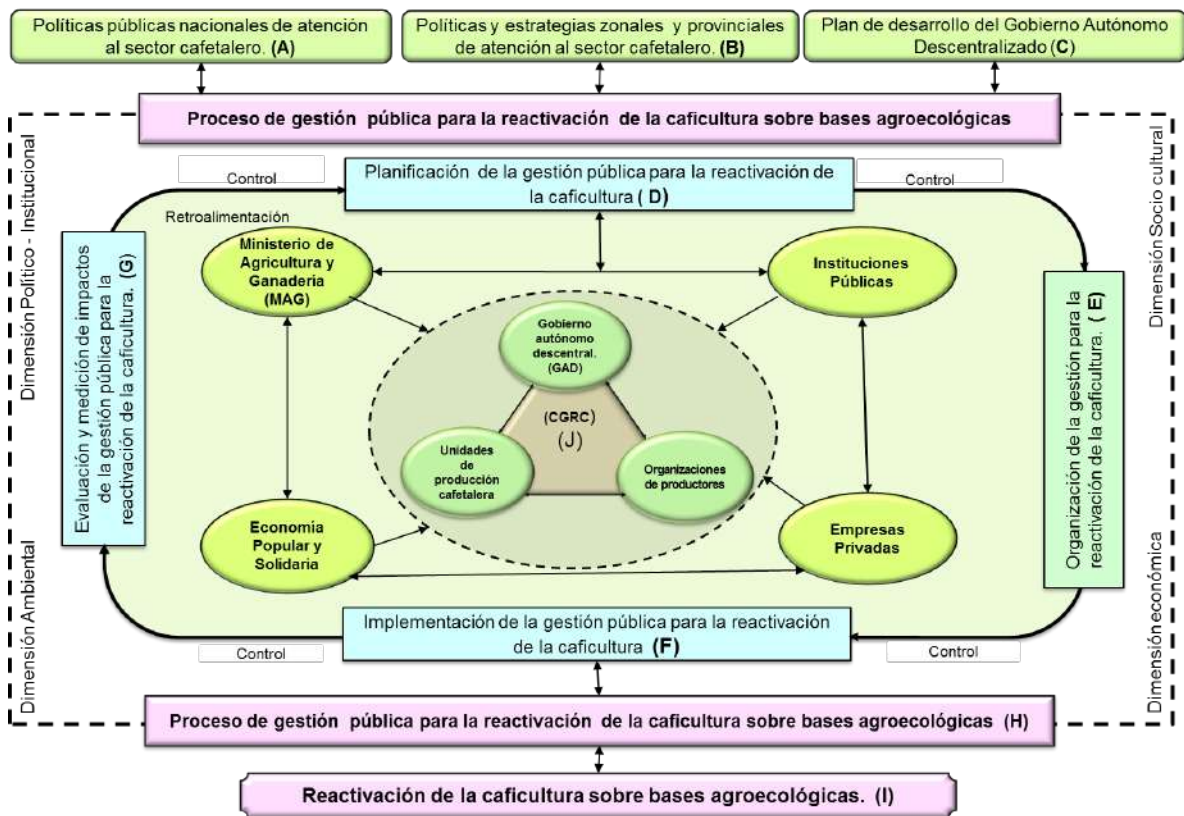 Políticas públicas nacionales de atención
al sector cafetalero. (A)
Políticas y estrategias zonales y provinciales
de atención al sector cafetalero. (B)
Plan de desarrollo del Gobierno Autónomo
Descentralizado (C)
Proceso de gestión pública para la reactivación de la caficultura sobre bases agroecológicas
Dimensión Político - Institucional
Dimensión Socio cultural
Control
Planificación de la gestión pública para la reactivación de
la caficultura ( D)
Control
Retroalimentación
Ministerio de
Agricultura y
Ganadería
(MAG)
Instituciones
Públicas
Evaluación y medición de impactos
de la gestión pública para la
reactivación de la caficultura. (G)
Organización de la gestión para la
reactivación de la caficultura. ( E)
Gobierno
autónomo
descentral.
(GAD)
(CGRC)
(J)
Unidades
de
producción
cafetalera
Organizaciones
de productores
Economía
Popular y
Solidaria
Empresas
Privadas
Dimensión Ambiental
Dimensión económica
Implementación de la gestión pública para la reactivación
de la caficultura (F)
Control
Control
Proceso de gestión pública para la reactivación de la caficultura sobre bases agroecológicas (H)
Reactivación de la caficultura sobre bases agroecológicas. (I)